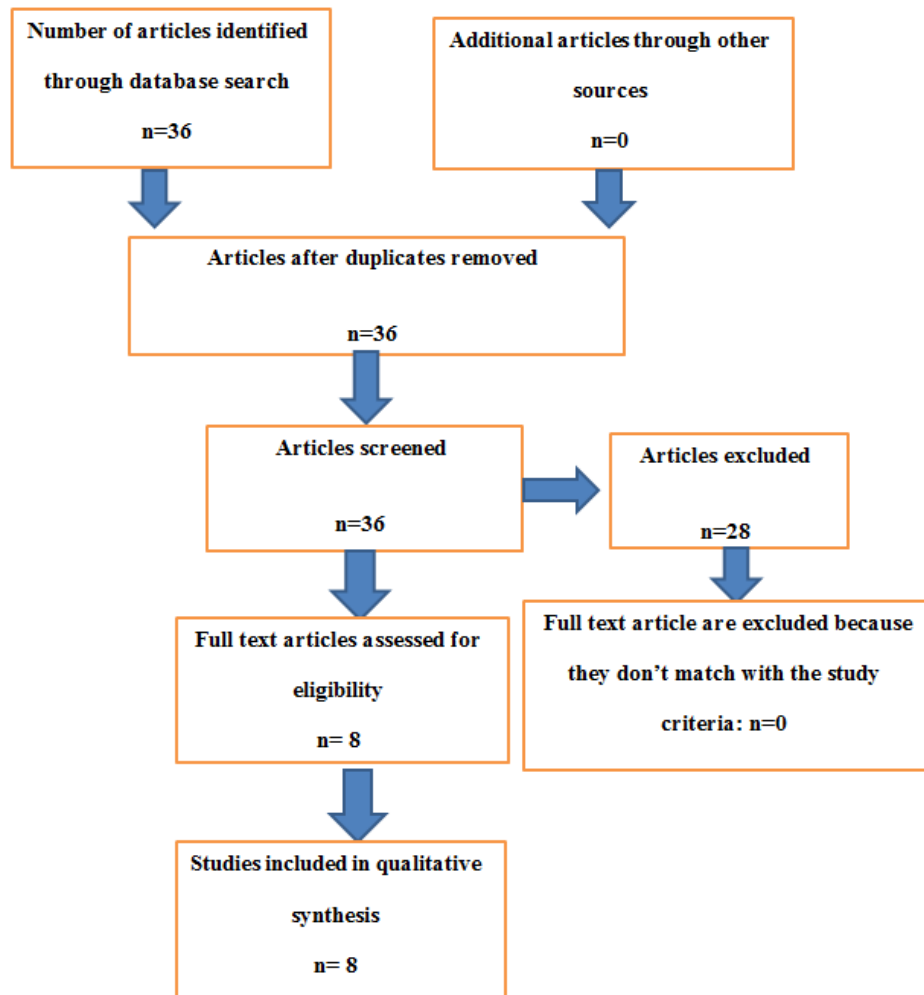 Number of articles identified
through database search
n=36
Additional articles through other
sources
n=0
Articles after duplicates removed
n=36
Articles screened
n=36
Articles excluded
n=28
Full text articles assessed for
eligibility
n= 8
Full text article are excluded because
they don’t match with the study
criteria: n=0
Studies included in qualitative
synthesis
n= 8